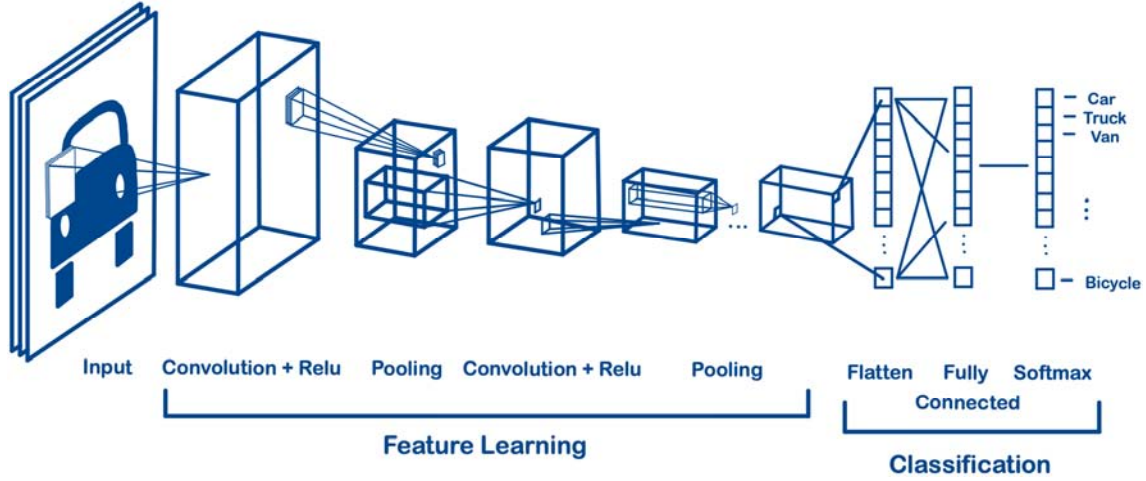 Car
Truck
Van
...
...
Bicycle
Input
Convolution + Relu
Pooling
Convolution + Relu
Pooling
Flatten
Fully
Connected
Softmax
Feature Learning
Classification